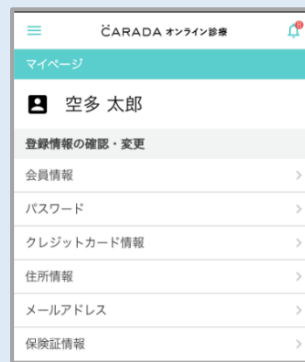 CARADA オンライン診療
マイページ
空多 太郎
登録情報の確認・変更
会員情報
パスワード
クレジットカード情報
住所情報
メールアドレス
保険証情報